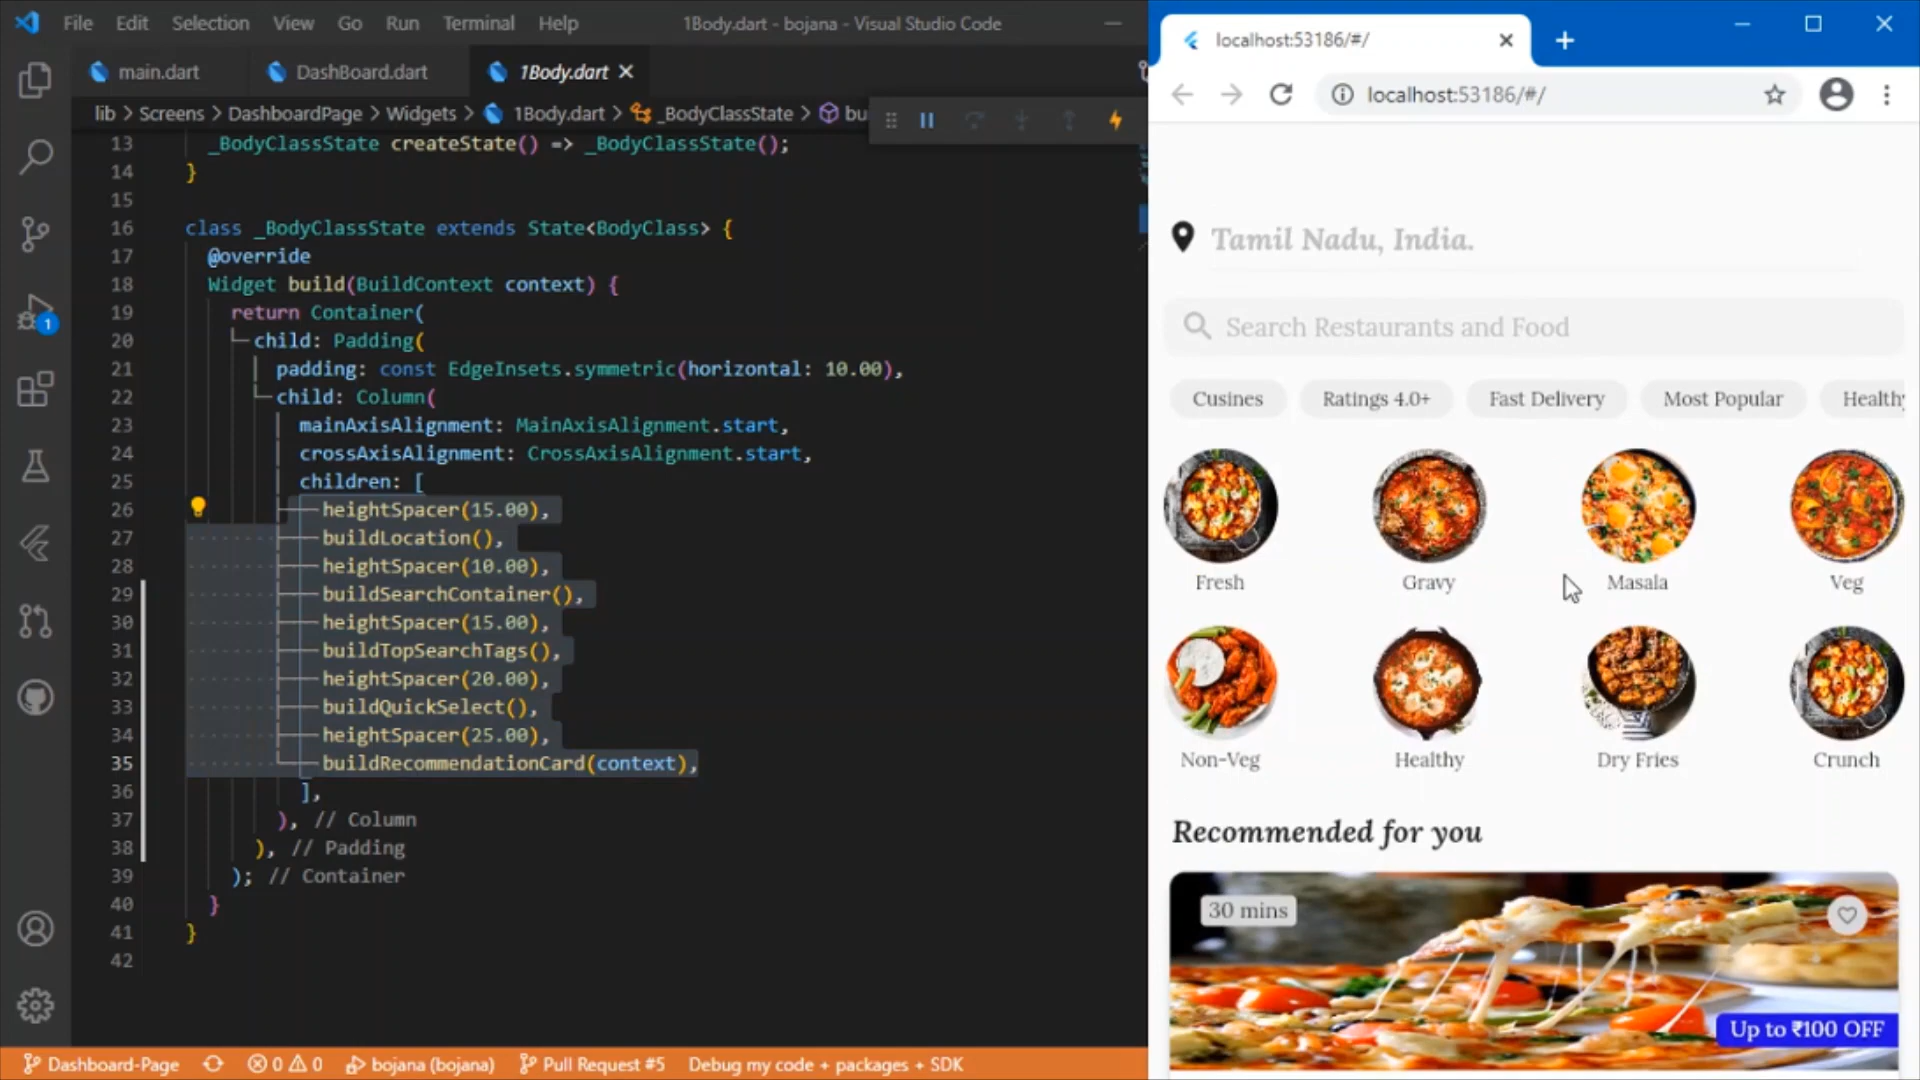 File Edit Selection View Go Run Terminal Help 1Body.dart - bojana - Visual Studio Code
main.dart DashBoard.dart 1Body.dart
lib > Screens > DashboardPage > Widgets > 1Body.dart > _BodyClassState > bu
13 _BodyClassState createState() => _BodyClassState();
14 }
15
16 class _BodyClassState extends State<BodyClass> {
17 @override
18 Widget build(BuildContext context) {
19 return Container(
20 child: Padding(
21 padding: const EdgeInsets.symmetric(horizontal: 10.00),
22 child: Column(
23 mainAxisAlignment: MainAxisAlignment.start,
24 crossAxisAlignment: CrossAxisAlignment.start,
25 children: [
26 heightSpacer(15.00),
27 buildLocation(),
28 heightSpacer(10.00),
29 buildSearchContainer(),
30 heightSpacer(15.00),
31 buildTopSearchTags(),
32 heightSpacer(20.00),
33 buildQuickSelect(),
34 heightSpacer(25.00),
35 buildRecommendationCard(context),
36 ],
37 ), // Column
38 ), // Padding
39 ); // Container
40 }
41 }
42
1
Dashboard-Page 0 0 bojana (bojana) Pull Request #5 Debug my code + packages + SDK
localhost:53186/#/
localhost:53186/#/
Tamil Nadu, India.
Search Restaurants and Food
Cusines Ratings 4.0+ Fast Delivery Most Popular Healthy
Fresh Gravy Masala Veg
Non-Veg Healthy Dry Fries Crunch
Recommended for you
30 mins
Up to ₹100 OFF